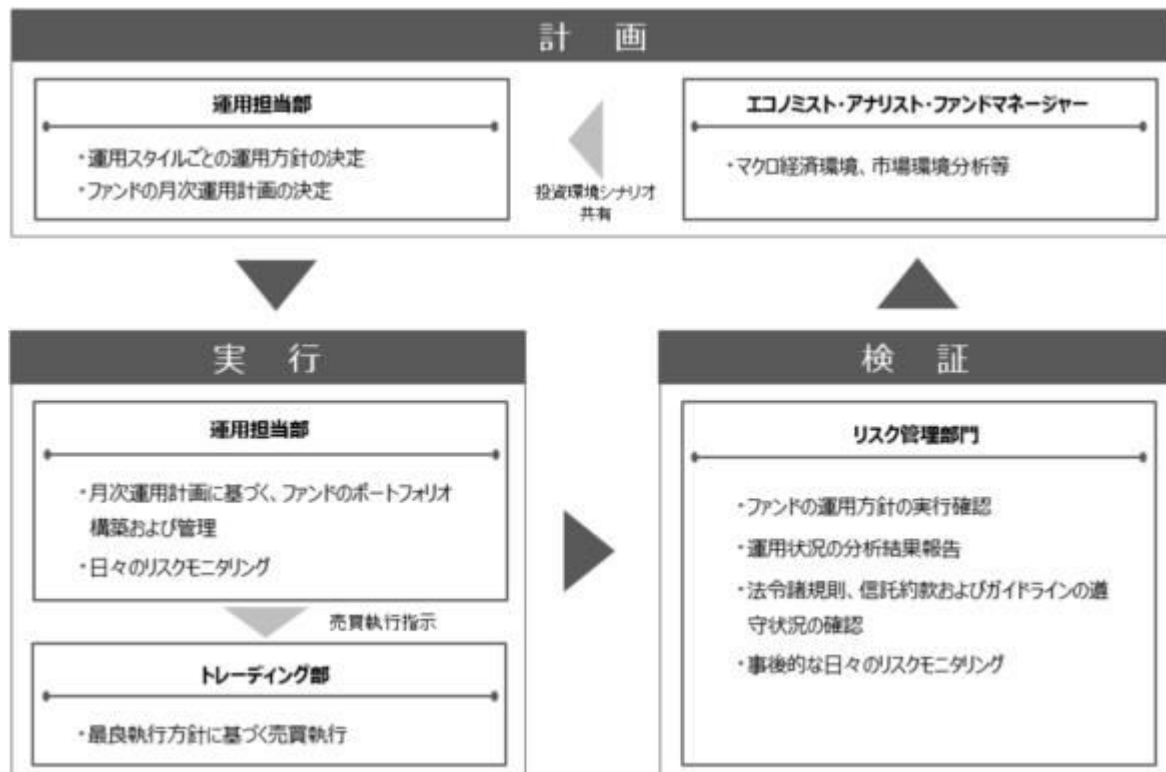 計 画
運用担当部
・運用スタイルごとの運用方針の決定
・ファンドの月次運用計画の決定
投資環境シナリオ
共有
エコノミスト・アナリスト・ファンドマネージャー
・マクロ経済環境、市場環境分析等
実 行
運用担当部
・月次運用計画に基づく、ファンドのポートフォリオ
構築および管理
・日々のリスクモニタリング
売買執行指示
トレーディング部
・最良執行方針に基づく売買執行
検 証
リスク管理部門
・ファンドの運用方針の実行確認
・運用状況の分析結果報告
・法令諸規則、信託約款およびガイドラインの遵
守状況の確認
・事後的な日々のリスクモニタリング